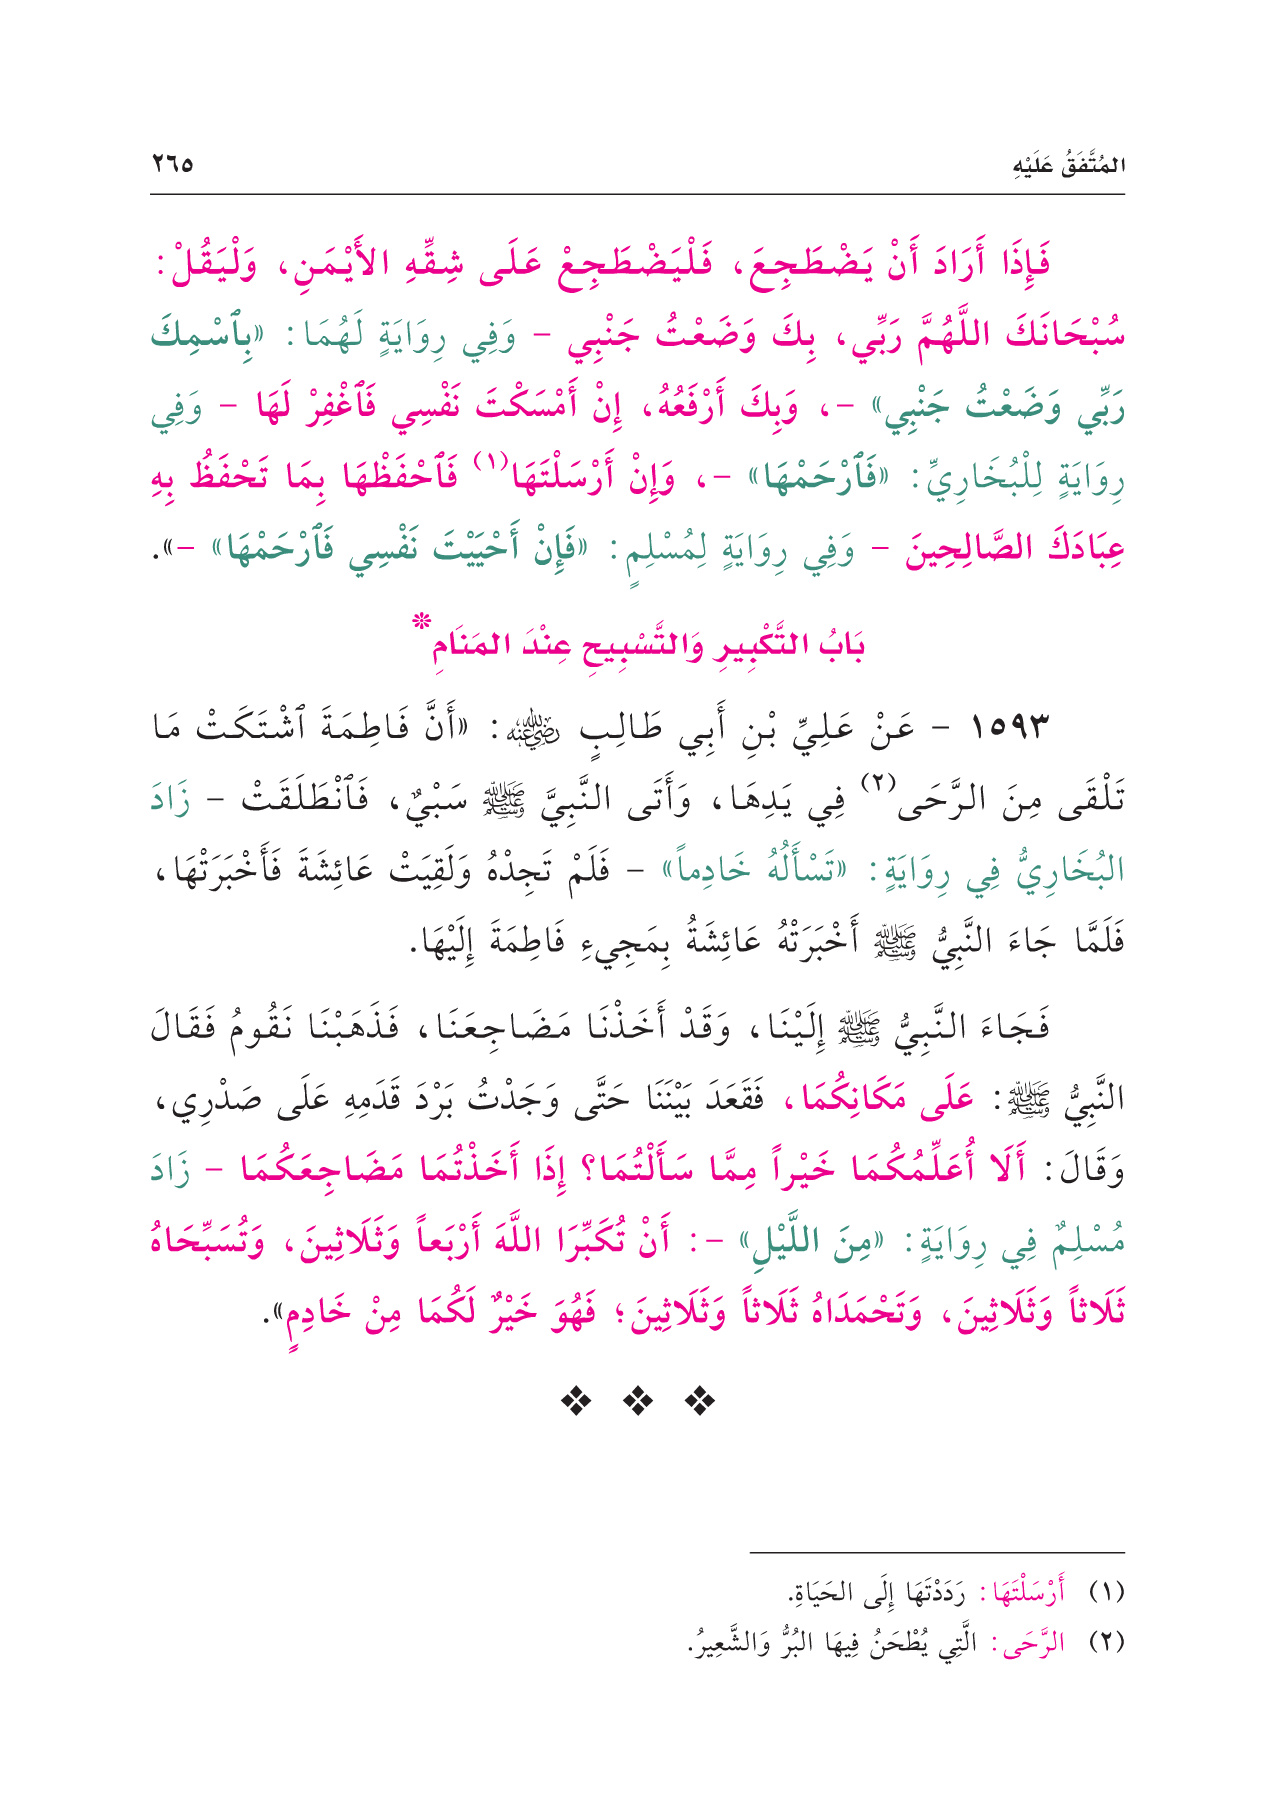 المُتَّفَقُ عَلَيْهِ
٢٦٥
فَإِذَا أَرَادَ أَنْ يَضْطَجِعَ، فَلْيَضْطَجِعْ عَلَى شِقِّهِ الأَيْمَنِ، وَلْيَقُلْ:
سُبْحَانَكَ اللَّهُمَّ رَبِّي، بِكَ وَضَعْتُ جَنْبِي - وَفِي رِوَايَةٍ لَهُمَا: «بِٱسْمِكَ
رَبِّي وَضَعْتُ جَنْبِي» -، وَبِكَ أَرْفَعُهُ، إِنْ أَمْسَكْتَ نَفْسِي فَٱغْفِرْ لَهَا - وَفِي
رِوَايَةٍ لِلْبُخَارِيِّ: «فَٱرْحَمْهَا» -، وَإِنْ أَرْسَلْتَهَا(١) فَٱحْفَظْهَا بِمَا تَحْفَظُ بِهِ
عِبَادَكَ الصَّالِحِينَ - وَفِي رِوَايَةٍ لِمُسْلِمٍ: «فَإِنْ أَحْيَيْتَ نَفْسِي فَٱرْحَمْهَا» -».
بَابُ التَّكْبِيرِ وَالتَّسْبِيحِ عِنْدَ المَنَامِ*
١٥٩٣ - عَنْ عَلِيِّ بْنِ أَبِي طَالِبٍ رضي الله عنه: «أَنَّ فَاطِمَةَ ٱشْتَكَتْ مَا
تَلْقَى مِنَ الرَّحَى(٢) فِي يَدِهَا، وَأَتَى النَّبِيَّ ﷺ سَبْيٌ، فَٱنْطَلَقَتْ - زَادَ
البُخَارِيُّ فِي رِوَايَةٍ: «تَسْأَلُهُ خَادِماً» - فَلَمْ تَجِدْهُ وَلَقِيَتْ عَائِشَةَ فَأَخْبَرَتْهَا،
فَلَمَّا جَاءَ النَّبِيُّ ﷺ أَخْبَرَتْهُ عَائِشَةُ بِمَجِيءِ فَاطِمَةَ إِلَيْهَا.
فَجَاءَ النَّبِيُّ ﷺ إِلَيْنَا، وَقَدْ أَخَذْنَا مَضَاجِعَنَا، فَذَهَبْنَا نَقُومُ فَقَالَ
النَّبِيُّ ﷺ: عَلَى مَكَانِكُمَا، فَقَعَدَ بَيْنَنَا حَتَّى وَجَدْتُ بَرْدَ قَدَمِهِ عَلَى صَدْرِي،
وَقَالَ: أَلَا أُعَلِّمُكُمَا خَيْراً مِمَّا سَأَلْتُمَا؟ إِذَا أَخَذْتُمَا مَضَاجِعَكُمَا - زَادَ
مُسْلِمٌ فِي رِوَايَةٍ: «مِنَ اللَّيْلِ» -: أَنْ تُكَبِّرَا اللَّهَ أَرْبَعاً وَثَلَاثِينَ، وَتُسَبِّحَاهُ
ثَلَاثاً وَثَلَاثِينَ، وَتَحْمَدَاهُ ثَلَاثاً وَثَلَاثِينَ؛ فَهُوَ خَيْرٌ لَكُمَا مِنْ خَادِمٍ».
(١) أَرْسَلْتَهَا: رَدَدْتَهَا إِلَى الحَيَاةِ.
(٢) الرَّحَى: الَّتِي يُطْحَنُ فِيهَا البُرُّ وَالشَّعِيرُ.